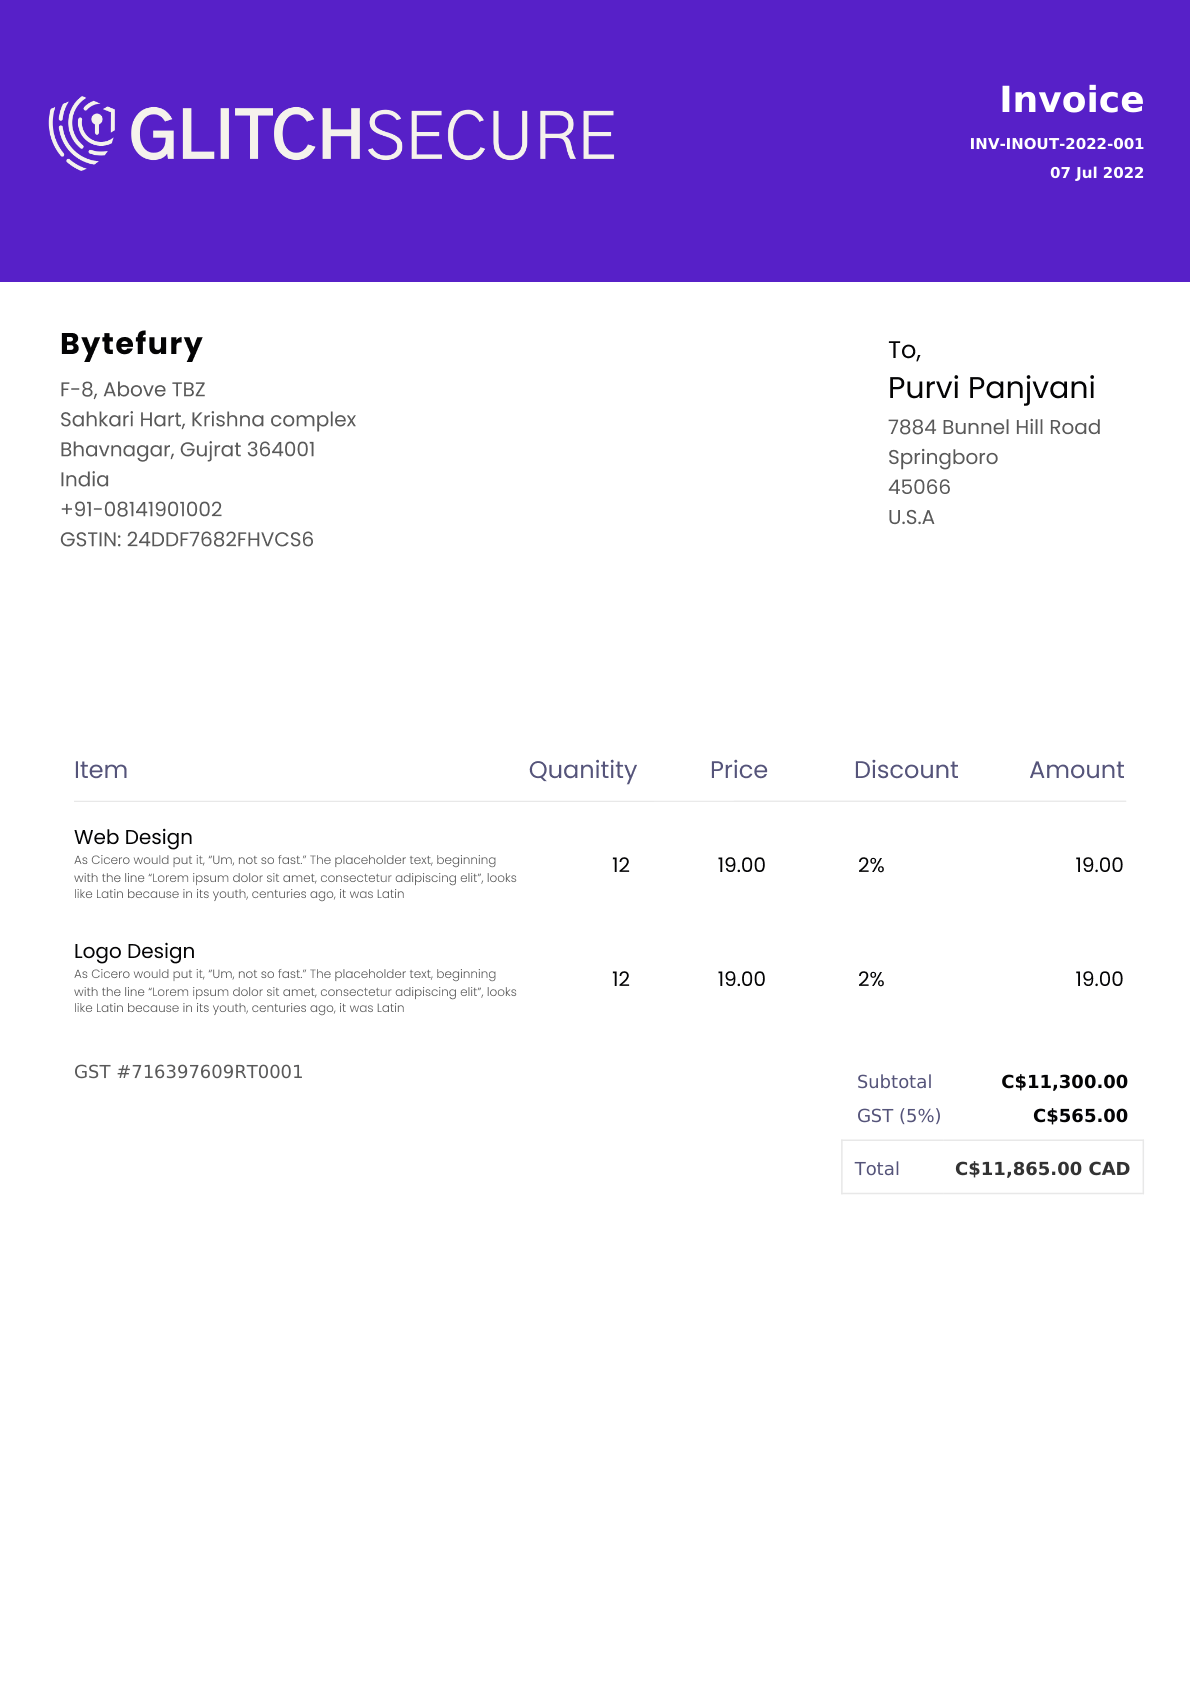 GLITCHSECURE
Invoice
INV-INOUT-2022-001
07 Jul 2022
Bytefury
F-8, Above TBZ
Sahkari Hart, Krishna complex
Bhavnagar, Gujrat 364001
India
+91-08141901002
GSTIN: 24DDF7682FHVCS6
To,
Purvi Panjvani
7884 Bunnel Hill Road
Springboro
45066
U.S.A
Item Quanitity Price Discount Amount
Web Design
As Cicero would put it, “Um, not so fast.” The placeholder text, beginning
with the line “Lorem ipsum dolor sit amet, consectetur adipiscing elit”, looks
like Latin because in its youth, centuries ago, it was Latin
12 19.00 2% 19.00
Logo Design
As Cicero would put it, “Um, not so fast.” The placeholder text, beginning
with the line “Lorem ipsum dolor sit amet, consectetur adipiscing elit”, looks
like Latin because in its youth, centuries ago, it was Latin
12 19.00 2% 19.00
GST #716397609RT0001
Subtotal C$11,300.00
GST (5%) C$565.00
Total C$11,865.00 CAD